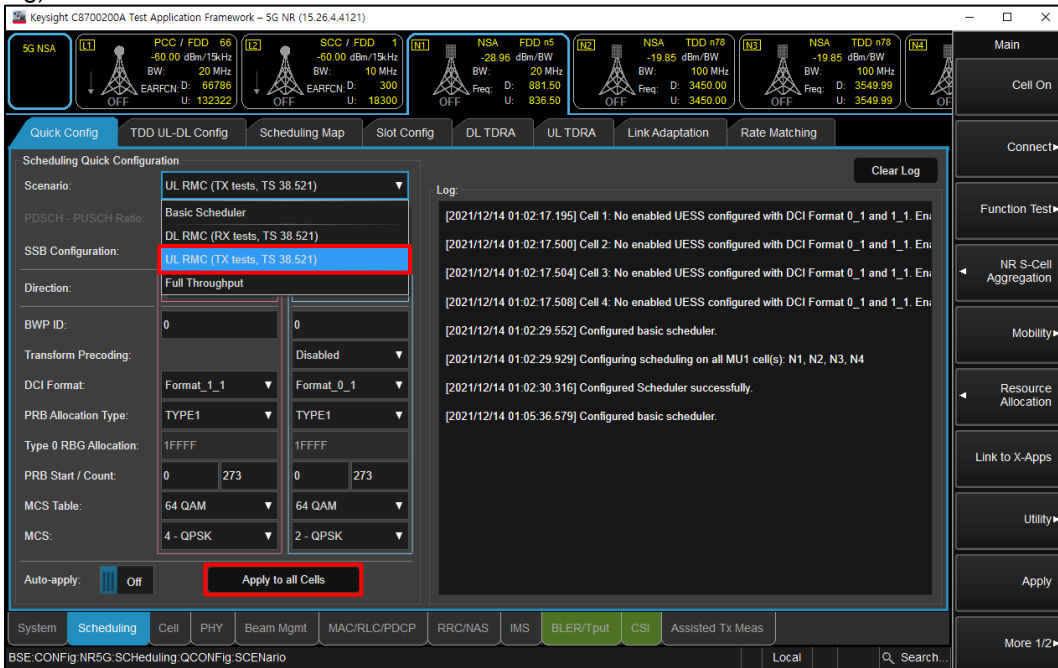 Keysight C8700200A Test Application Framework – 5G NR (15.26.4.4121)
5G NSA
L1 PCC / FDD 66
-60.00 dBm/15kHz
BW: 20 MHz
EARFCN: D: 66786
U: 132322
OFF
L2 SCC / FDD 1
-60.00 dBm/15kHz
BW: 10 MHz
EARFCN: D: 300
U: 18300
OFF
N1 NSA FDD n5
-28.96 dBm/BW
BW: 20 MHz
Freq: D: 881.50
U: 836.50
OFF
N2 NSA TDD n78
-19.85 dBm/BW
BW: 100 MHz
Freq: D: 3450.00
U: 3450.00
OFF
N3 NSA TDD n78
-19.85 dBm/BW
BW: 100 MHz
Freq: D: 3549.99
U: 3549.99
OFF
N4
Quick Config TDD UL-DL Config Scheduling Map Slot Config DL TDRA UL TDRA Link Adaptation Rate Matching
Scheduling Quick Configuration
Scenario: UL RMC (TX tests, TS 38.521)
Basic Scheduler
DL RMC (RX tests, TS 38.521)
UL RMC (TX tests, TS 38.521)
Full Throughput
PDSCH - PUSCH Ratio:
SSB Configuration:
Direction:
BWP ID: 0 0
Transform Precoding: Disabled
DCI Format: Format_1_1 Format_0_1
PRB Allocation Type: TYPE1 TYPE1
Type 0 RBG Allocation: 1FFFF 1FFFF
PRB Start / Count: 0 273 0 273
MCS Table: 64 QAM 64 QAM
MCS: 4 - QPSK 2 - QPSK
Auto-apply: Off Apply to all Cells
Clear Log
Log:
[2021/12/14 01:02:17.195] Cell 1: No enabled UESS configured with DCI Format 0_1 and 1_1. Ena
[2021/12/14 01:02:17.500] Cell 2: No enabled UESS configured with DCI Format 0_1 and 1_1. Ena
[2021/12/14 01:02:17.504] Cell 3: No enabled UESS configured with DCI Format 0_1 and 1_1. Ena
[2021/12/14 01:02:17.508] Cell 4: No enabled UESS configured with DCI Format 0_1 and 1_1. Ena
[2021/12/14 01:02:29.552] Configured basic scheduler.
[2021/12/14 01:02:29.929] Configuring scheduling on all MU1 cell(s): N1, N2, N3, N4
[2021/12/14 01:02:30.316] Configured Scheduler successfully.
[2021/12/14 01:05:36.579] Configured basic scheduler.
Main
Cell On
Connect
Function Test
NR S-Cell
Aggregation
Mobility
Resource
Allocation
Link to X-Apps
Utility
Apply
More 1/2
System Scheduling Cell PHY Beam Mgmt MAC/RLC/PDCP RRC/NAS IMS BLER/Tput CSI Assisted Tx Meas
BSE:CONFig:NR5G:SCHeduling:QCONFig:SCENario
Local
Search...